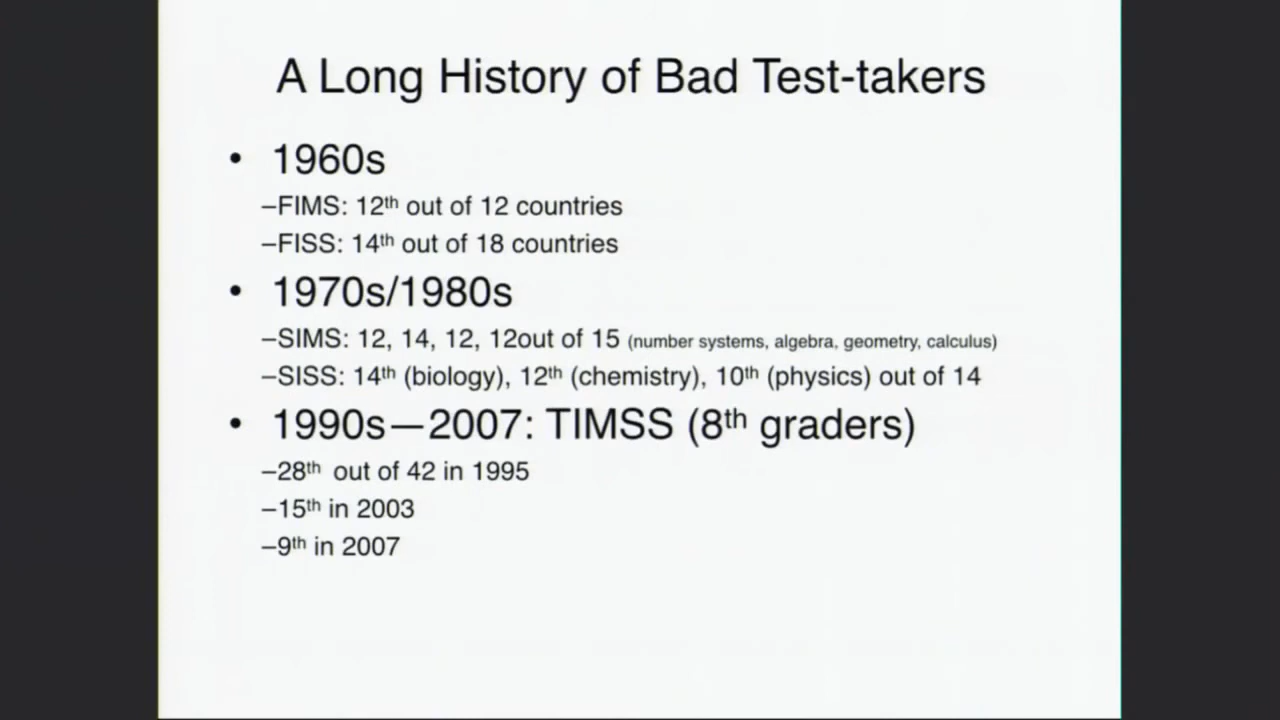 A Long History of Bad Test-takers
• 1960s
–FIMS: 12th out of 12 countries
–FISS: 14th out of 18 countries
• 1970s/1980s
–SIMS: 12, 14, 12, 12out of 15 (number systems, algebra, geometry, calculus)
–SISS: 14th (biology), 12th (chemistry), 10th (physics) out of 14
• 1990s—2007: TIMSS (8th graders)
–28th out of 42 in 1995
–15th in 2003
–9th in 2007